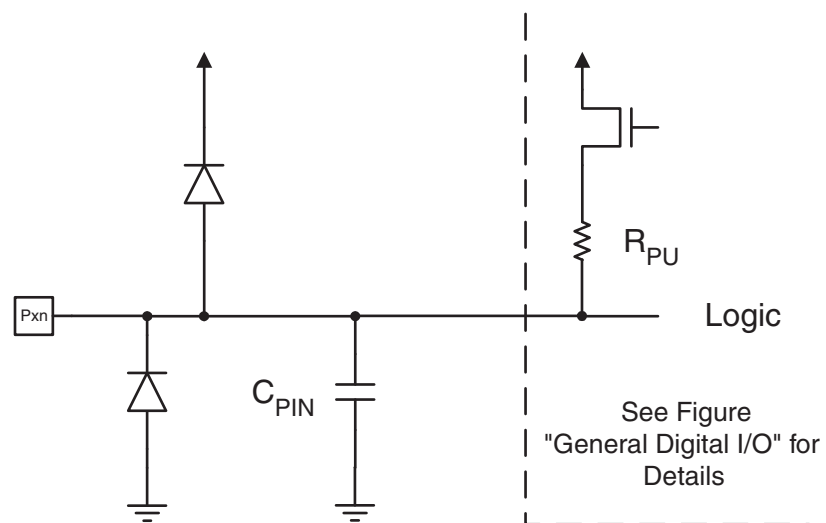 R_PU
Pxn
Logic
C_PIN
See Figure
"General Digital I/O" for
Details